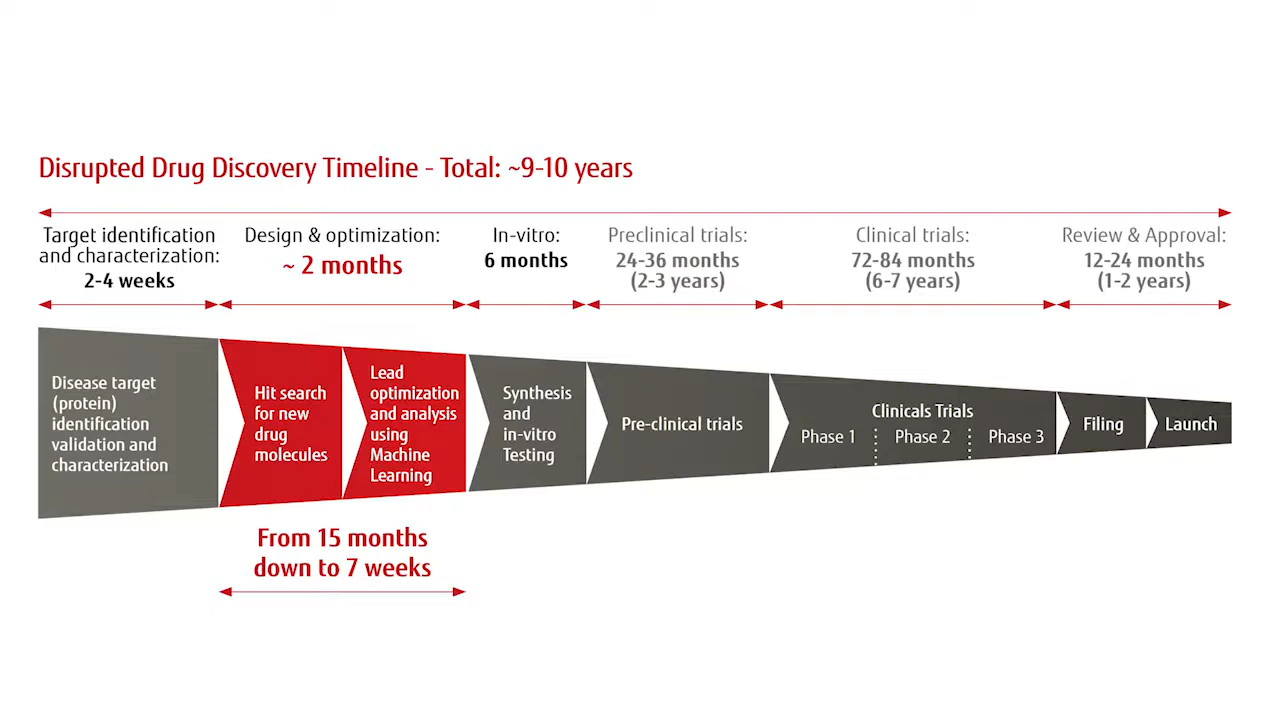 Disrupted Drug Discovery Timeline - Total: ~9-10 years
Target identification
and characterization:
2-4 weeks
Design & optimization:
~ 2 months
In-vitro:
6 months
Preclinical trials:
24-36 months
(2-3 years)
Clinical trials:
72-84 months
(6-7 years)
Review & Approval:
12-24 months
(1-2 years)
Disease target
(protein)
identification
validation and
characterization
Hit search
for new
drug
molecules
Lead
optimization
and analysis
using
Machine
Learning
Synthesis
and
in-vitro
Testing
Pre-clinical trials
Clinicals Trials
Phase 1
Phase 2
Phase 3
Filing
Launch
From 15 months
down to 7 weeks